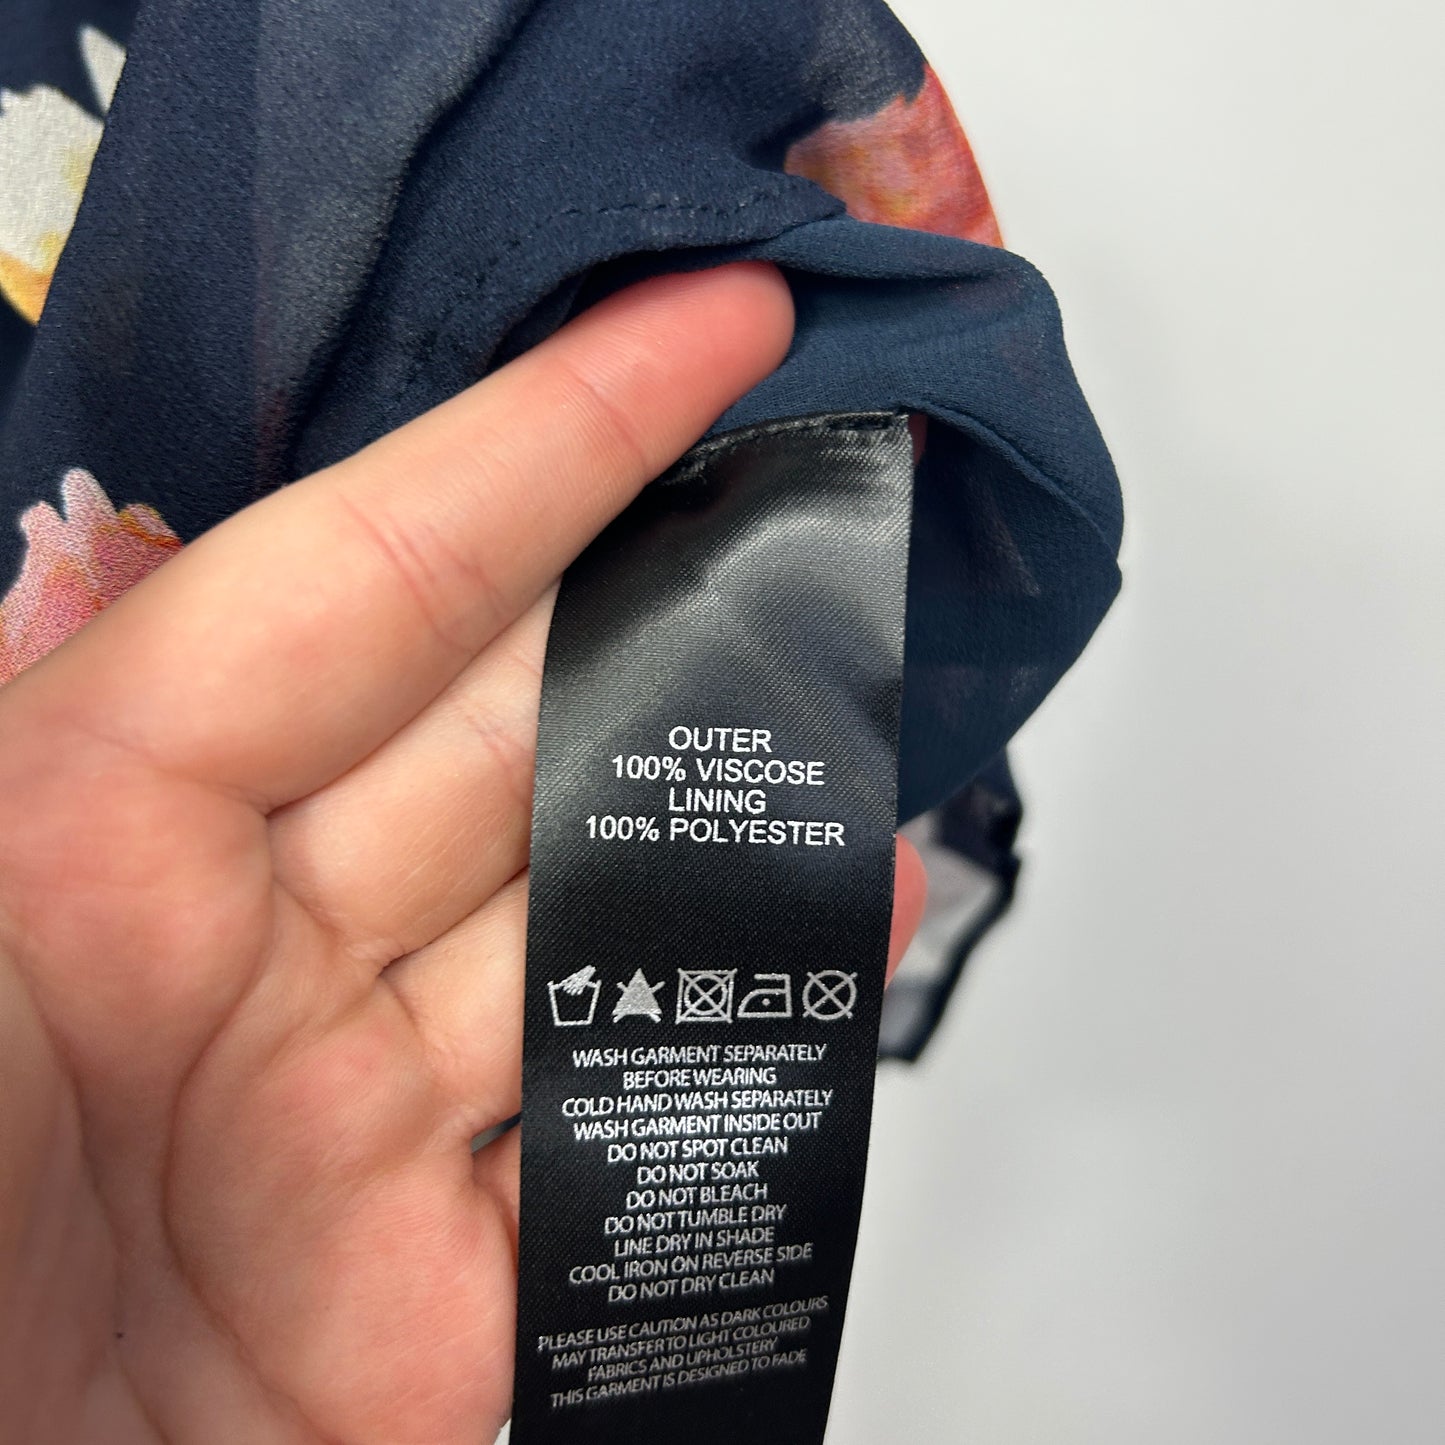 OUTER
100% VISCOSE
LINING
100% POLYESTER
WASH GARMENT SEPARATELY
BEFORE WEARING
COLD HAND WASH SEPARATELY
WASH GARMENT INSIDE OUT
DO NOT SPOT CLEAN
DO NOT SOAK
DO NOT BLEACH
DO NOT TUMBLE DRY
LINE DRY IN SHADE
COOL IRON ON REVERSE SIDE
DO NOT DRY CLEAN
PLEASE USE CAUTION AS DARK COLOURS
MAY TRANSFER TO LIGHT COLOURED
FABRICS AND UPHOLSTERY
THIS GARMENT IS DESIGNED TO FADE